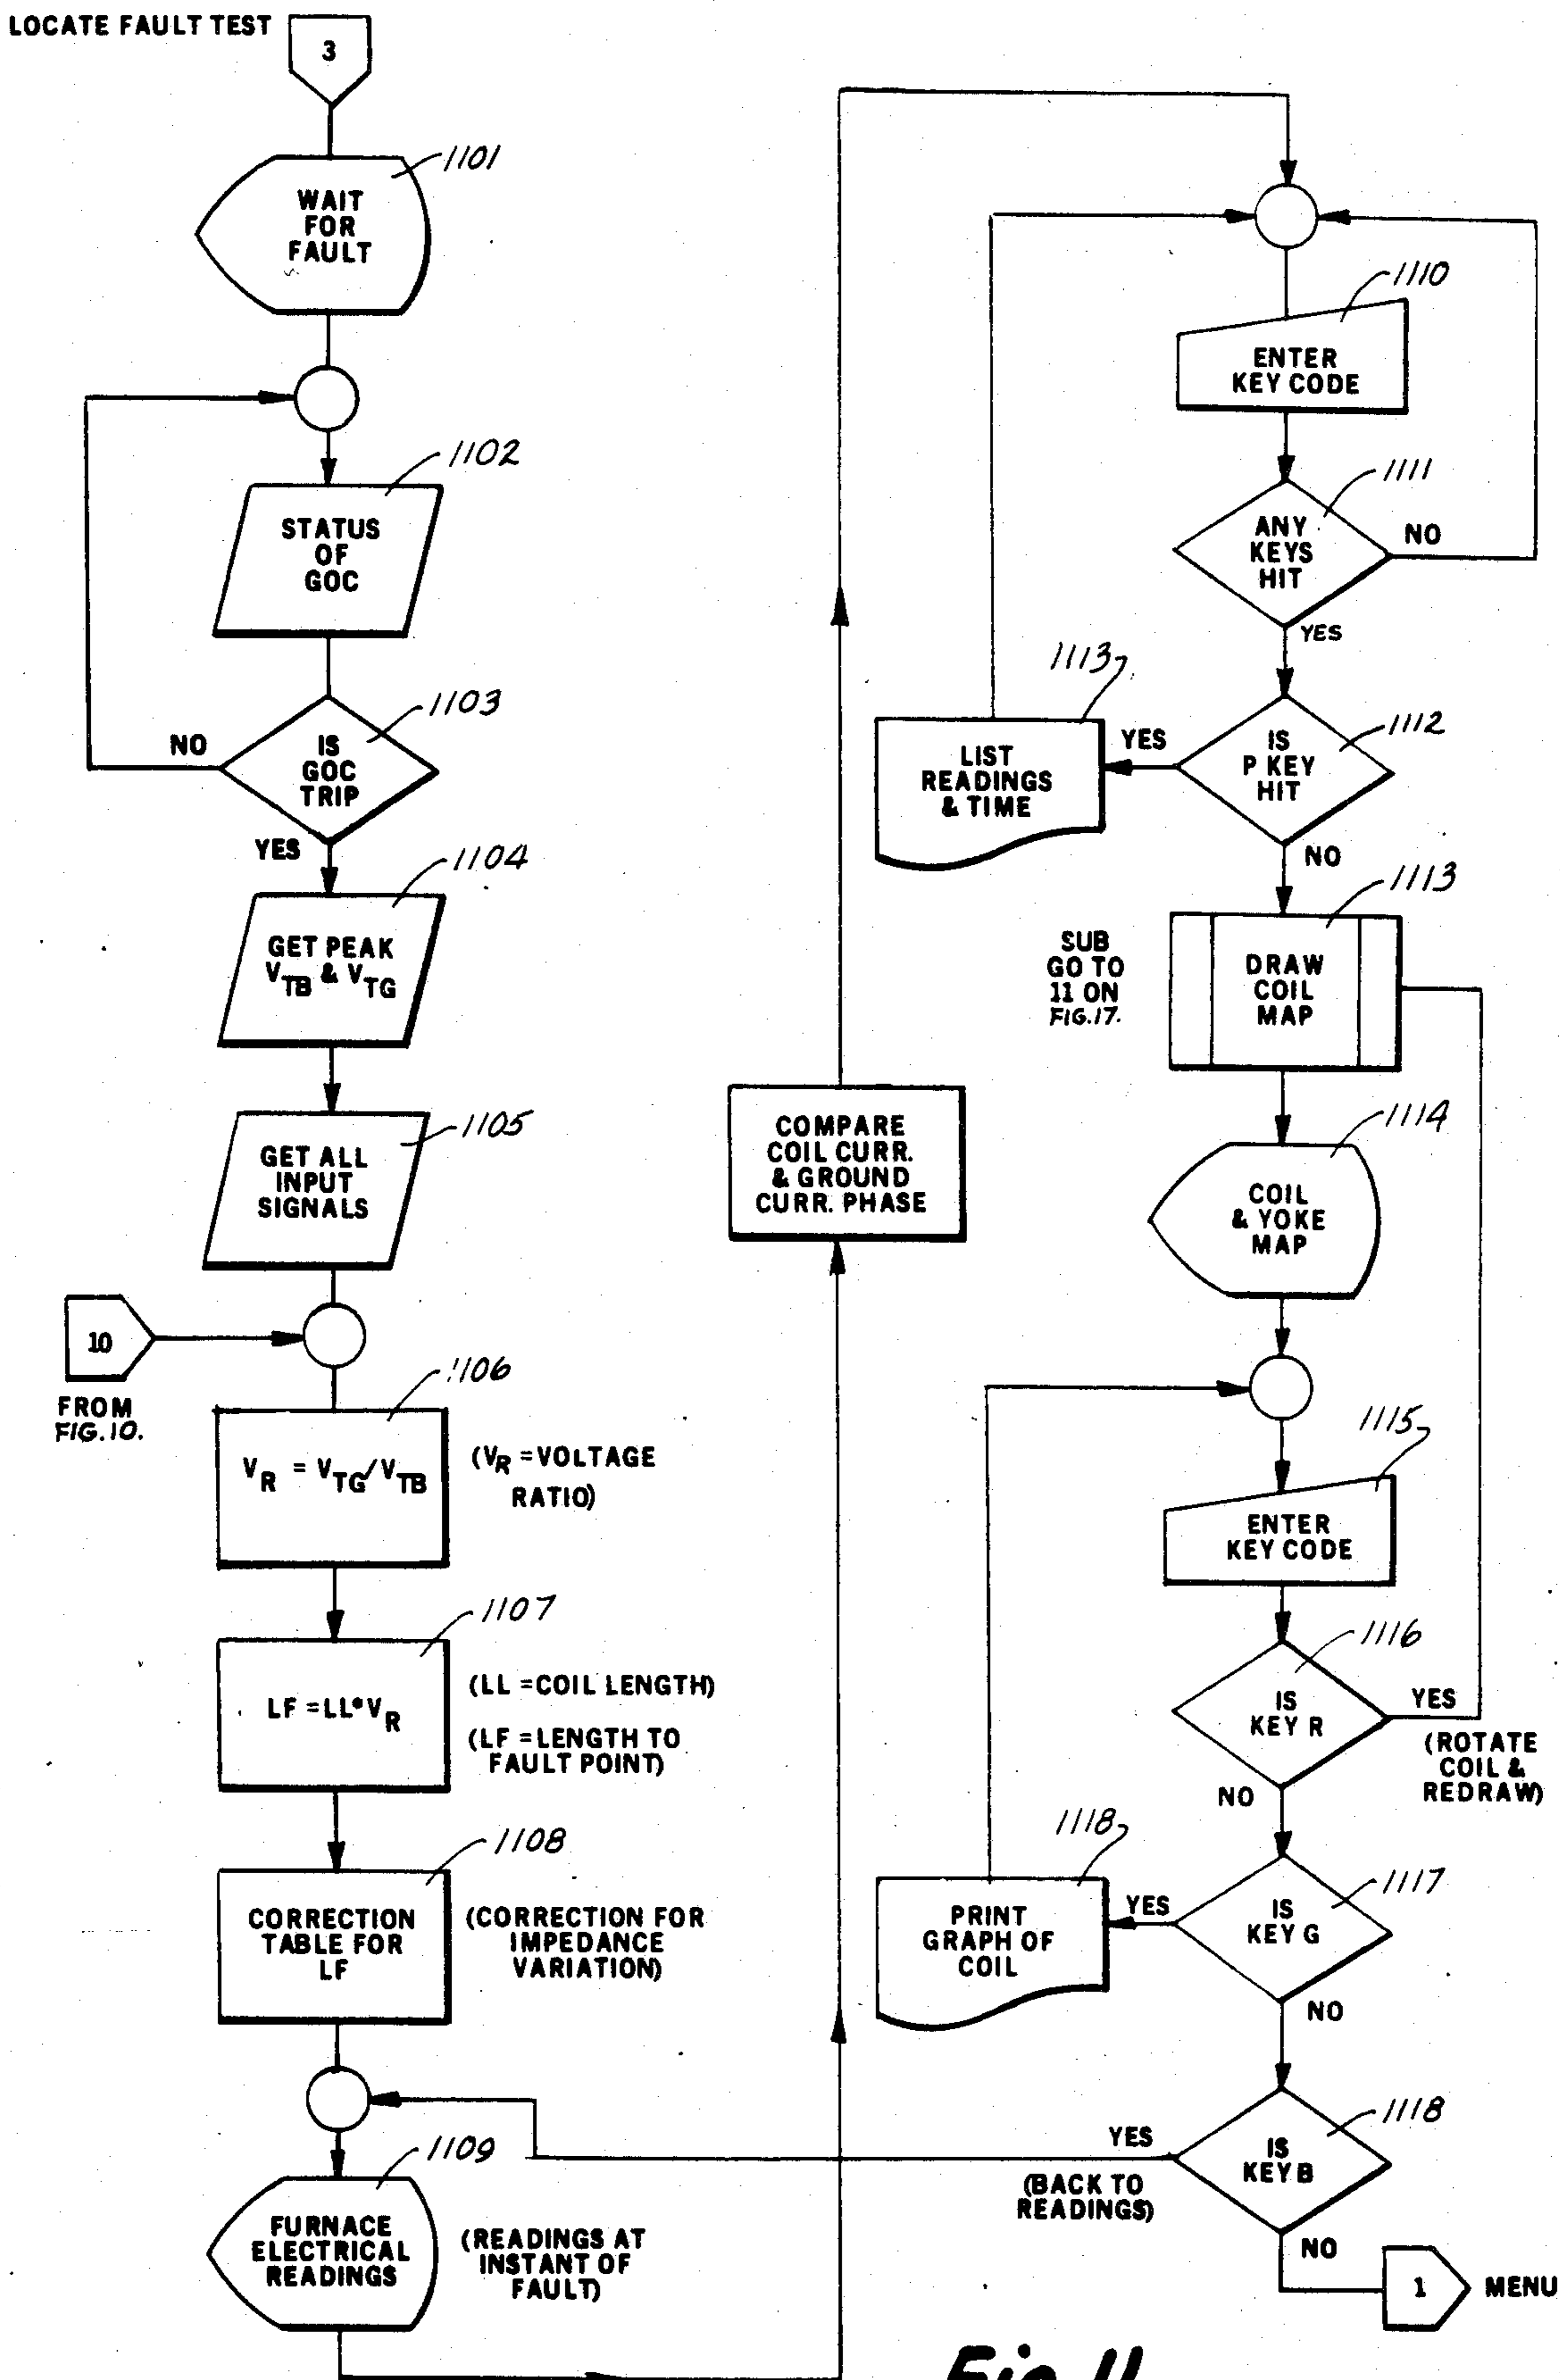 LOCATE FAULT TEST
3
1101
WAIT
FOR
FAULT
1102
STATUS
OF
GOC
1103
NO
IS
GOC
TRIP
YES
1104
GET PEAK
VTB & VTG
1105
GET ALL
INPUT
SIGNALS
10
FROM
FIG.10.
1106
VR = VTG/VTB
(VR =VOLTAGE
RATIO)
1107
LF =LL*VR
(LL =COIL LENGTH)
(LF =LENGTH TO
FAULT POINT)
1108
CORRECTION
TABLE FOR
LF
(CORRECTION FOR
IMPEDANCE
VARIATION)
1109
FURNACE
ELECTRICAL
READINGS
(READINGS AT
INSTANT OF
FAULT)
COMPARE
COIL CURR.
& GROUND
CURR. PHASE
1110
ENTER
KEY CODE
1111
ANY
KEYS
HIT
NO
YES
1113
LIST
READINGS
& TIME
YES
1112
IS
P KEY
HIT
NO
1113
SUB
GO TO
11 ON
FIG.17.
DRAW
COIL
MAP
1114
COIL
& YOKE
MAP
1115
ENTER
KEY CODE
1116
IS
KEY R
YES
(ROTATE
COIL &
REDRAW)
NO
1118
PRINT
GRAPH OF
COIL
YES
1117
IS
KEY G
NO
1118
IS
KEY B
YES
(BACK TO
READINGS)
NO
1
MENU
Fig. 11